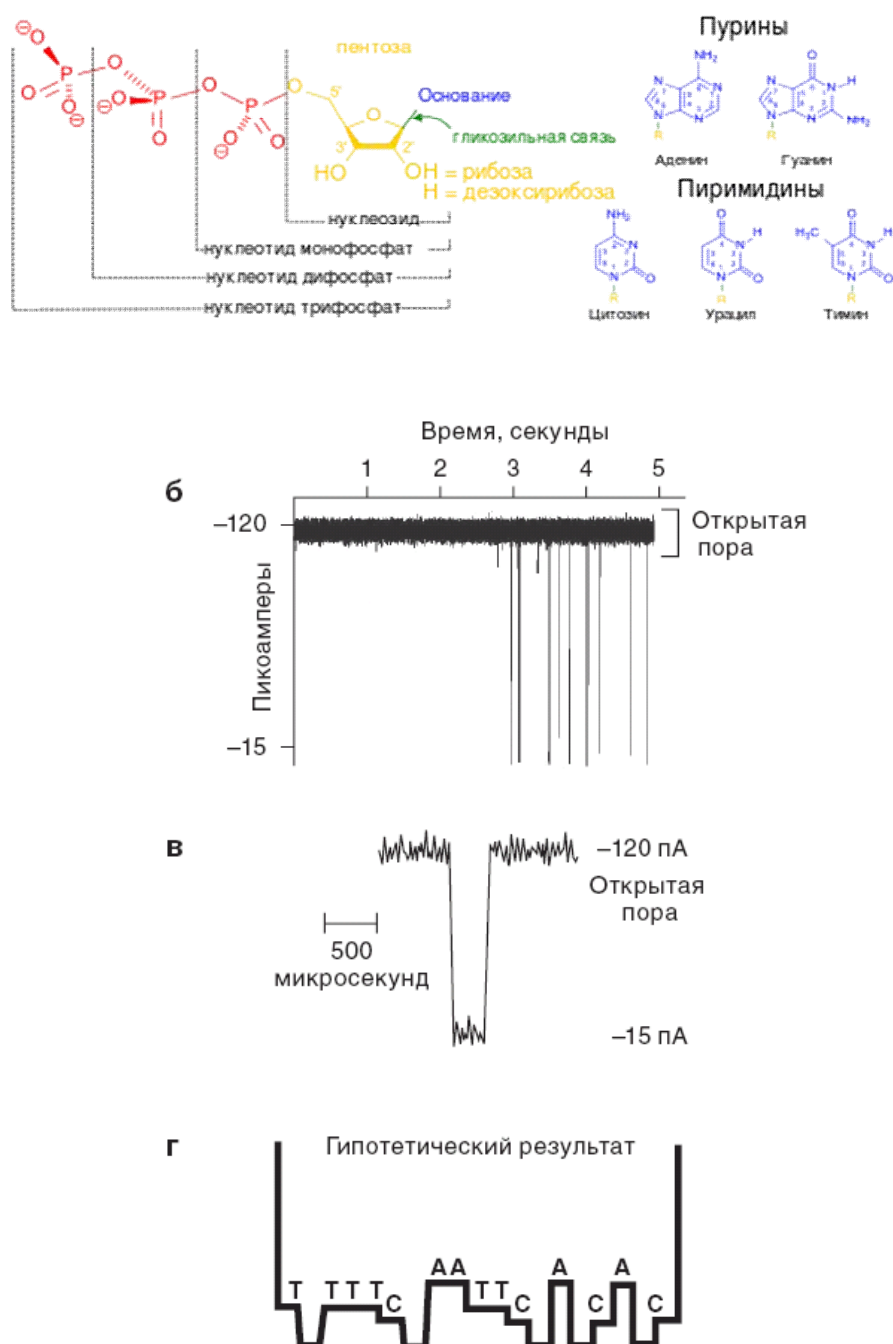 Пурины
пентоза
NH₂
O
O
P
O
O
P
O
O
P
O
O
O
O
O
5'
O
3'
2'
Основание
гликозильная связь
HO
OH = рибоза
H = дезоксирибоза
N
N
N
N
R
Аденин
O
N
N
N
N
H
NH₂
R
Гуанин
нуклеозид
нуклеотид монофосфат
нуклеотид дифосфат
нуклеотид трифосфат
Пиримидины
NH₂
N
N
O
R
Цитозин
O
N
H
N
O
R
Урацил
H₃C
O
N
H
N
O
R
Тимин
Время, секунды
1 2 3 4 5
б
–120
Открытая
пора
Пикоамперы
–15
в
–120 пА
Открытая
пора
500
микросекунд
–15 пА
г
Гипотетический результат
T T T T C A A T T C A C A C